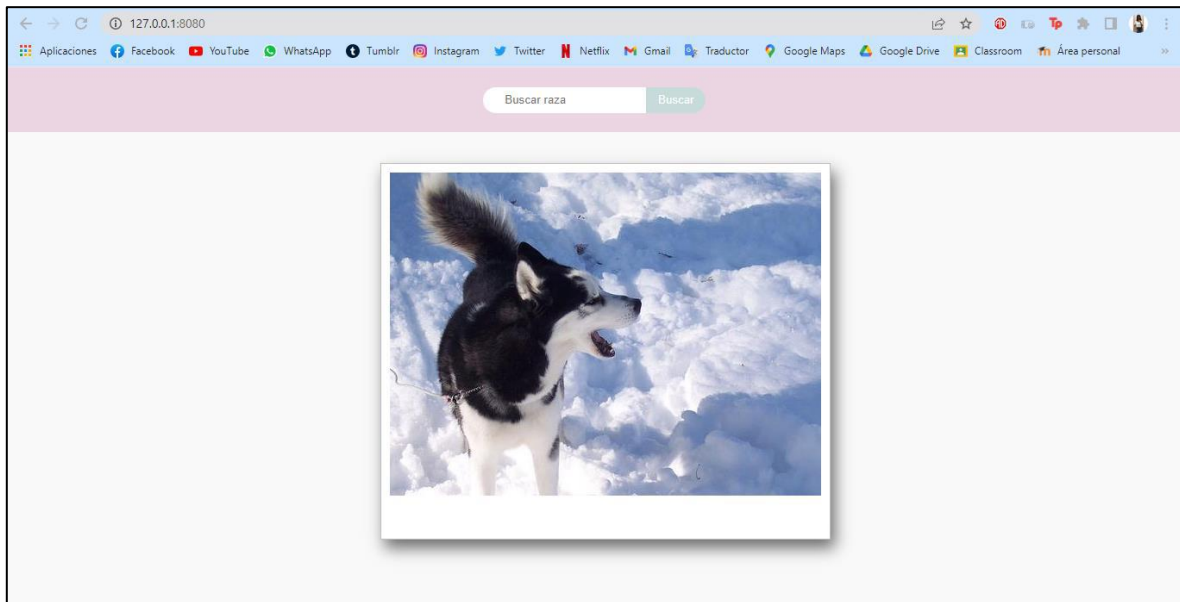 127.0.0.1:8080
Aplicaciones Facebook YouTube WhatsApp Tumblr Instagram Twitter Netflix Gmail Traductor Google Maps Google Drive Classroom Área personal »
Buscar raza Buscar